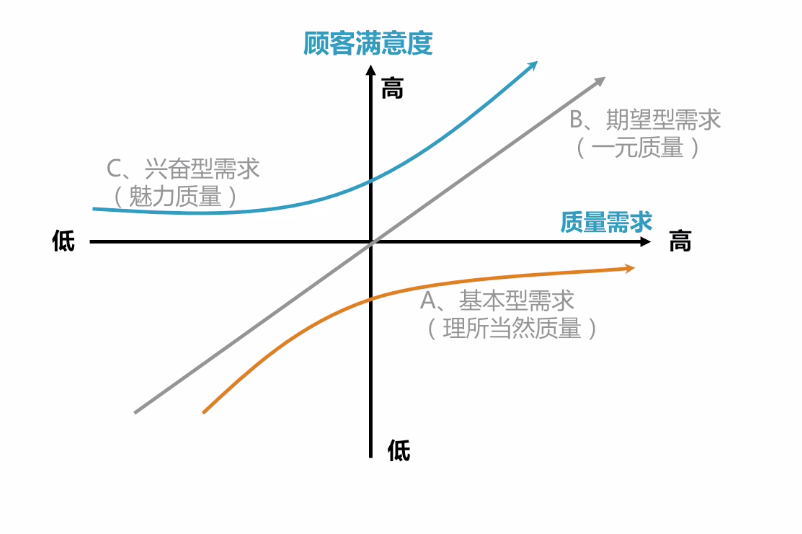 顾客满意度
高
B、期望型需求
（一元质量）
C、兴奋型需求
（魅力质量）
质量需求
低
高
A、基本型需求
（理所当然质量）
低